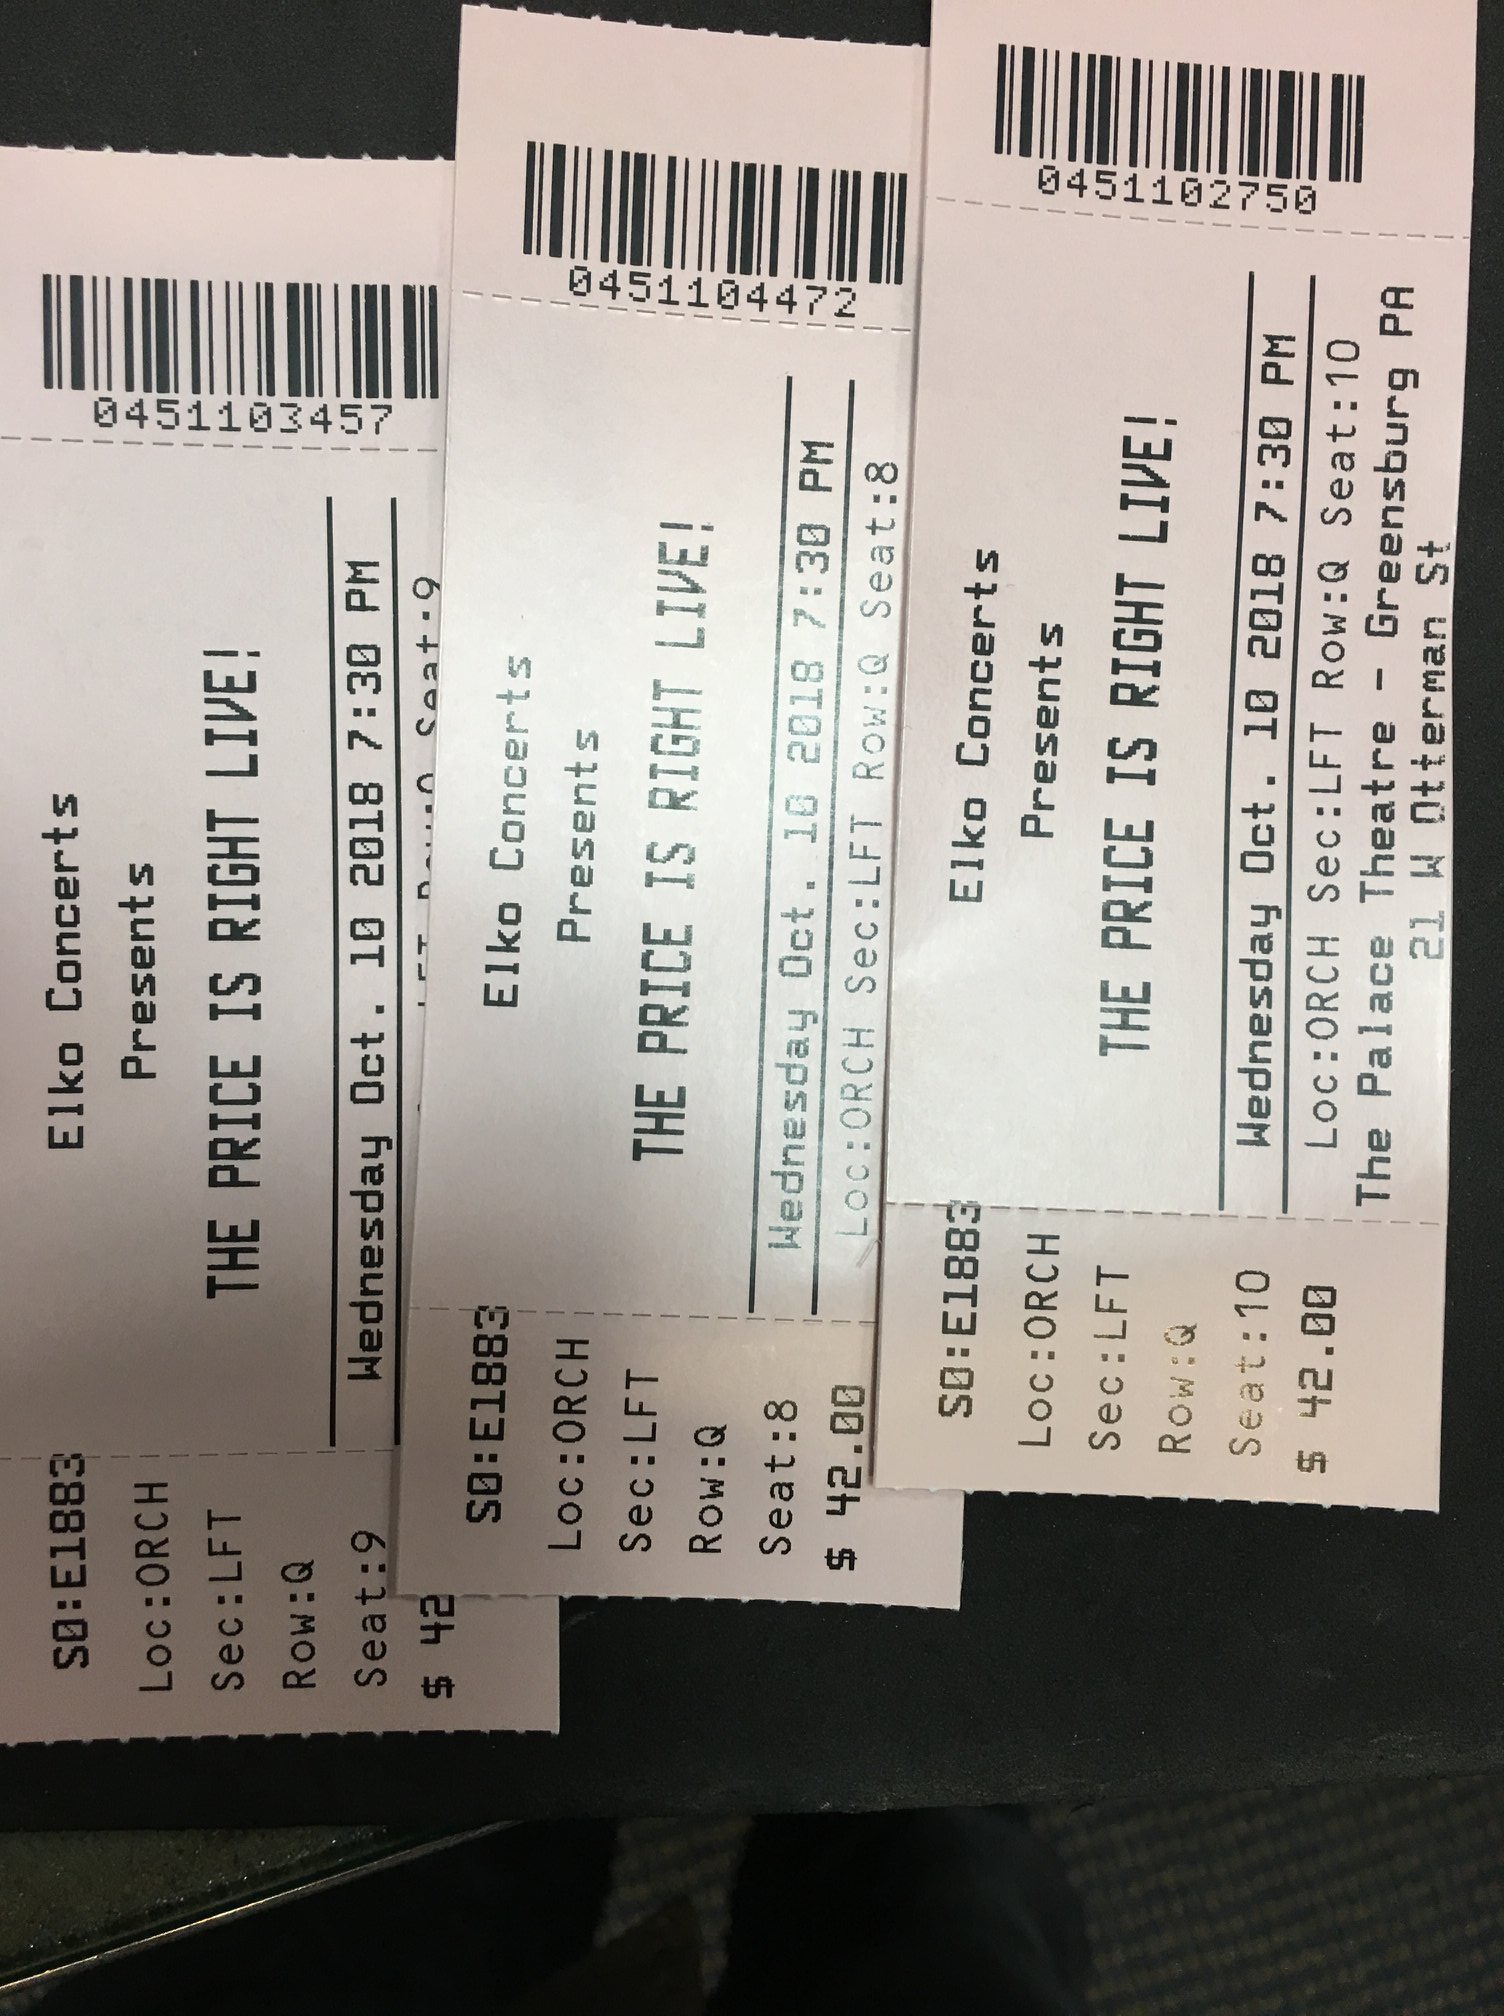 0451103457
Elko Concerts
Presents
THE PRICE IS RIGHT LIVE!
Wednesday Oct. 10 2018 7:30 PM
Seat:9
S0:E1883
Loc:ORCH
Sec:LFT
Row:Q
Seat:9
$ 42
0451104472
Elko Concerts
Presents
THE PRICE IS RIGHT LIVE!
Wednesday Oct. 10 2018 7:30 PM
Loc:ORCH Sec:LFT Row:Q Seat:8
S0:E1883
Loc:ORCH
Sec:LFT
Row:Q
Seat:8
$ 42.00
0451102750
Elko Concerts
Presents
THE PRICE IS RIGHT LIVE!
Wednesday Oct. 10 2018 7:30 PM
Loc:ORCH Sec:LFT Row:Q Seat:10
The Palace Theatre - Greensburg PA
21 W Otterman St
S0:E1883
Loc:ORCH
Sec:LFT
Row:Q
Seat:10
$ 42.00